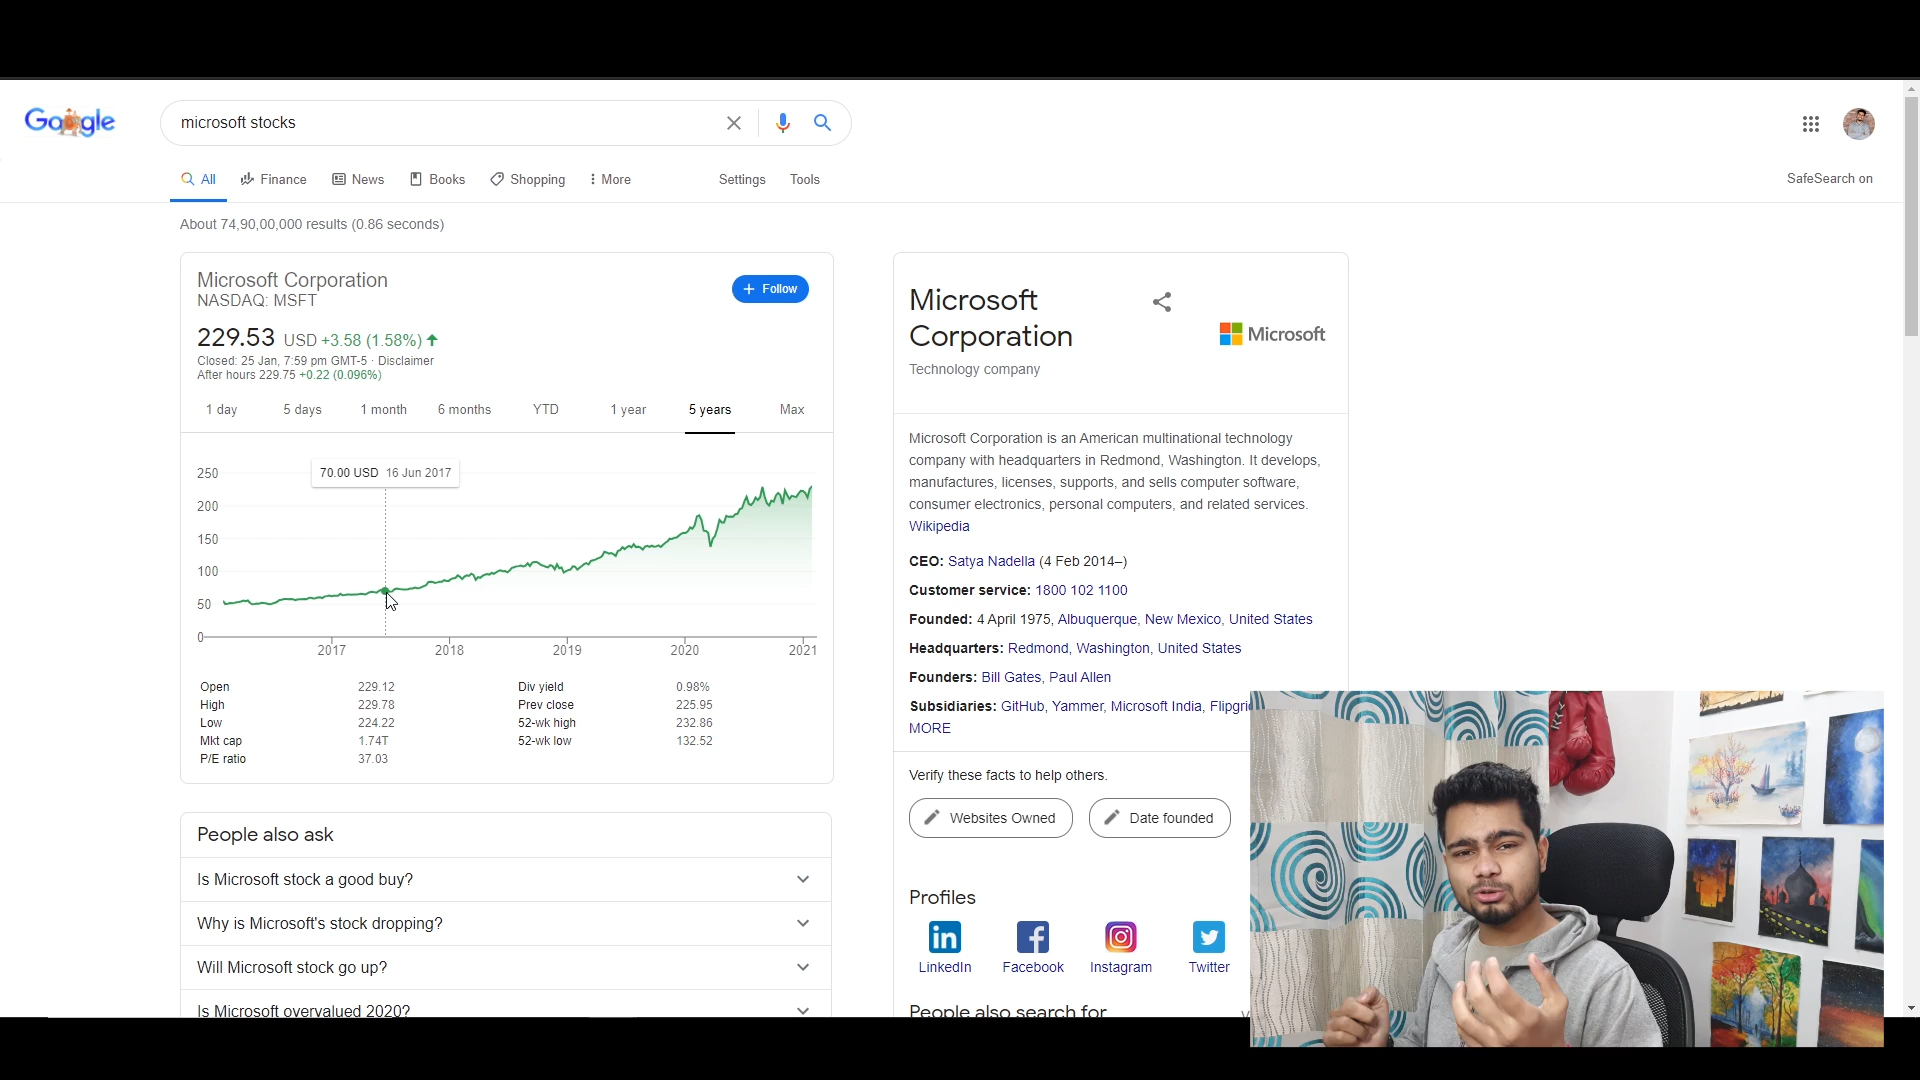 Google
microsoft stocks
All Finance News Books Shopping More Settings Tools
SafeSearch on
About 74,90,00,000 results (0.86 seconds)
Microsoft Corporation
NASDAQ: MSFT
+ Follow
229.53 USD +3.58 (1.58%)
Closed: 25 Jan, 7:59 pm GMT-5 · Disclaimer
After hours 229.75 +0.22 (0.096%)
1 day 5 days 1 month 6 months YTD 1 year 5 years Max
70.00 USD 16 Jun 2017
250
200
150
100
50
0
2017 2018 2019 2020 2021
Open 229.12 Div yield 0.98%
High 229.78 Prev close 225.95
Low 224.22 52-wk high 232.86
Mkt cap 1.74T 52-wk low 132.52
P/E ratio 37.03
People also ask
Is Microsoft stock a good buy?
Why is Microsoft's stock dropping?
Will Microsoft stock go up?
Is Microsoft overvalued 2020?
Microsoft
Corporation
Microsoft
Technology company
Microsoft Corporation is an American multinational technology
company with headquarters in Redmond, Washington. It develops,
manufactures, licenses, supports, and sells computer software,
consumer electronics, personal computers, and related services.
Wikipedia
CEO: Satya Nadella (4 Feb 2014–)
Customer service: 1800 102 1100
Founded: 4 April 1975, Albuquerque, New Mexico, United States
Headquarters: Redmond, Washington, United States
Founders: Bill Gates, Paul Allen
Subsidiaries: GitHub, Yammer, Microsoft India, Flipgri
MORE
Verify these facts to help others.
Websites Owned Date founded
Profiles
LinkedIn Facebook Instagram Twitter
People also search for